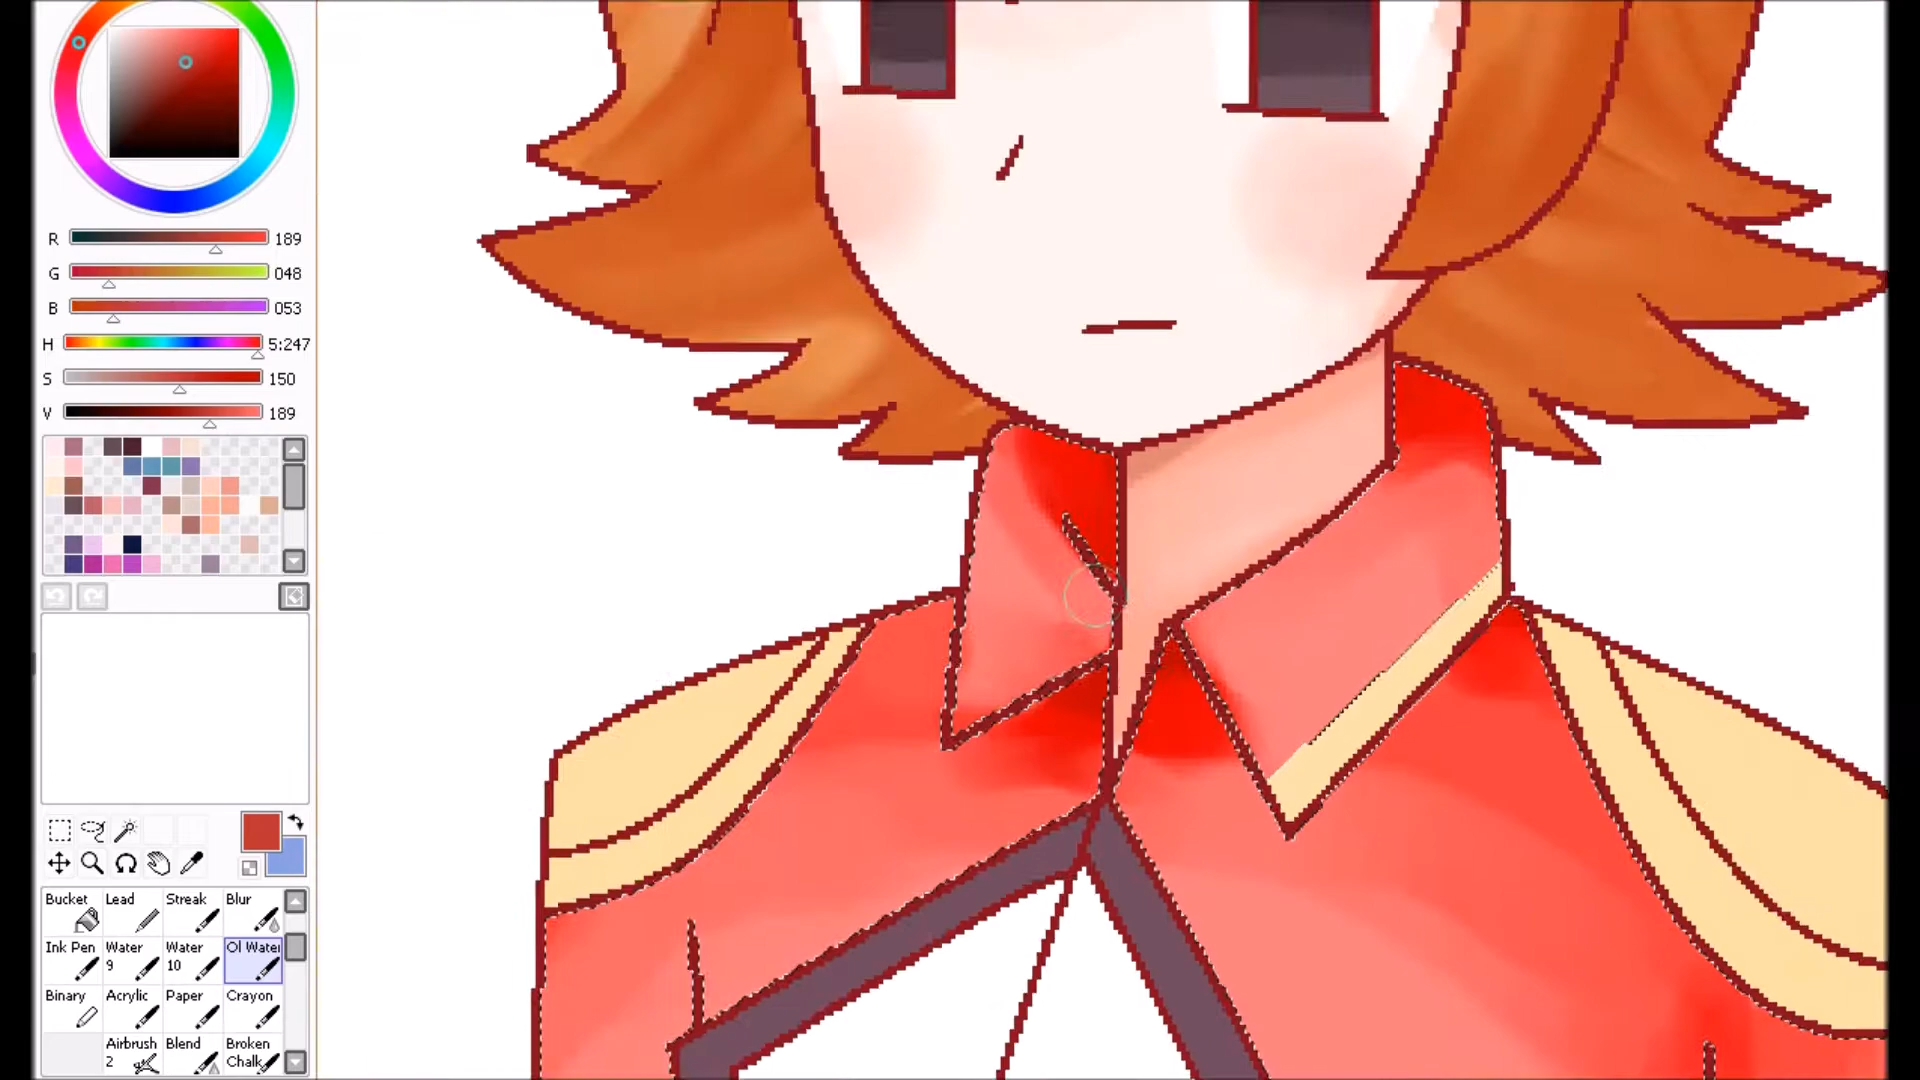 R 189
G 048
B 053
H 5:247
S 150
V 189
Bucket Lead Streak Blur
Ink Pen Water 9 Water 10 Ol Water
Binary Acrylic Paper Crayon
Airbrush 2 Blend Broken Chalk